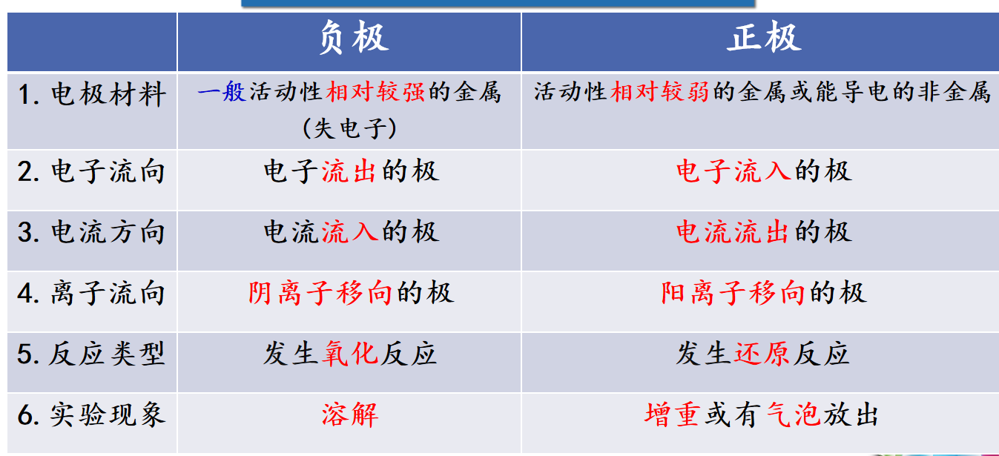 负极 正极
1.电极材料 一般活动性相对较强的金属 活动性相对较弱的金属或能导电的非金属
(失电子)
2.电子流向 电子流出的极 电子流入的极
3.电流方向 电流流入的极 电流流出的极
4.离子流向 阴离子移向的极 阳离子移向的极
5.反应类型 发生氧化反应 发生还原反应
6.实验现象 溶解 增重或有气泡放出